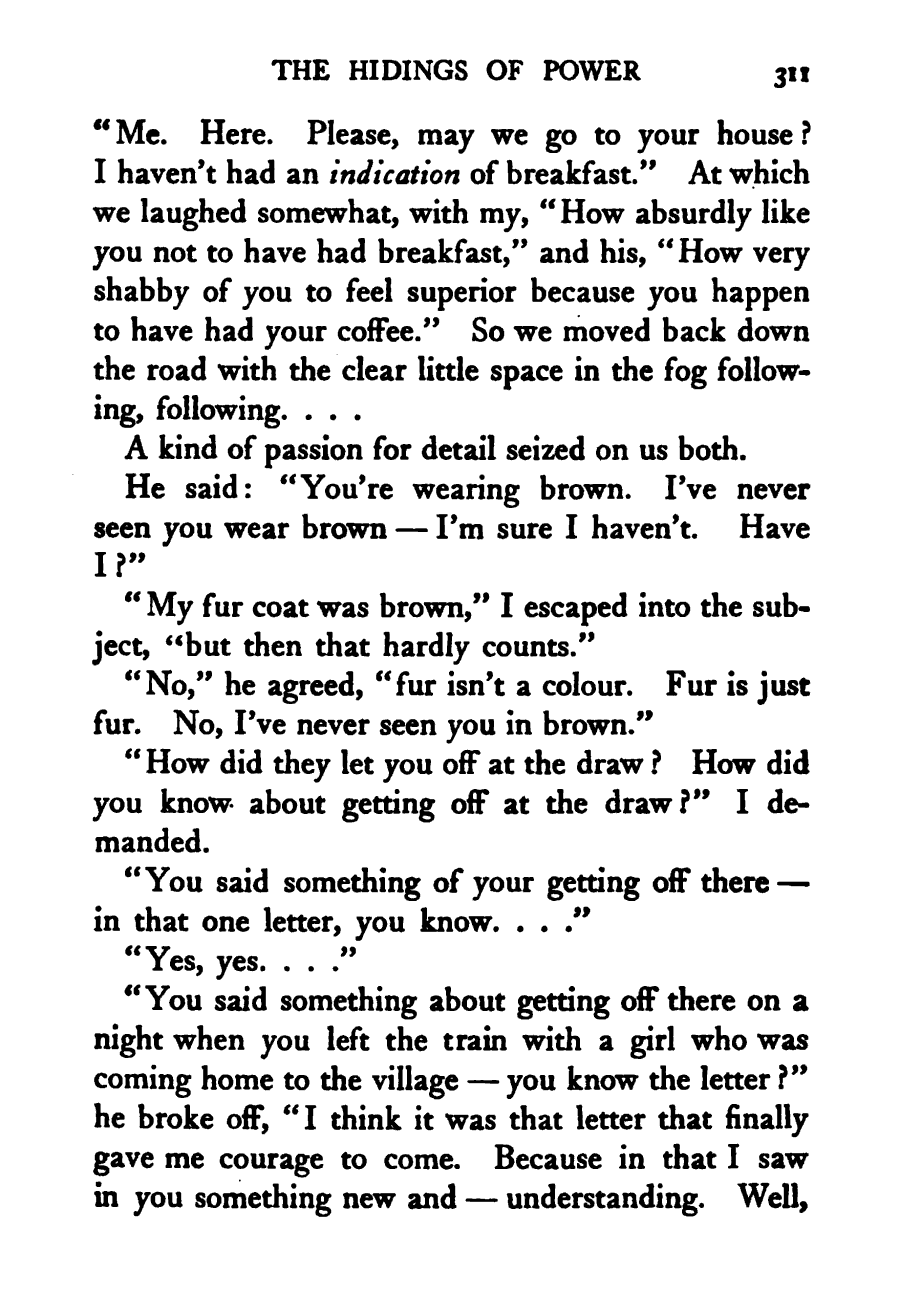 THE HIDINGS OF POWER 311
"Me. Here. Please, may we go to your house?
I haven't had an indication of breakfast." At which
we laughed somewhat, with my, "How absurdly like
you not to have had breakfast," and his, "How very
shabby of you to feel superior because you happen
to have had your coffee." So we moved back down
the road with the clear little space in the fog follow-
ing, following. . . .
A kind of passion for detail seized on us both.
He said: "You're wearing brown. I've never
seen you wear brown — I'm sure I haven't. Have
I?"
"My fur coat was brown," I escaped into the sub-
ject, "but then that hardly counts."
"No," he agreed, "fur isn't a colour. Fur is just
fur. No, I've never seen you in brown."
"How did they let you off at the draw? How did
you know about getting off at the draw?" I de-
manded.
"You said something of your getting off there —
in that one letter, you know. . . ."
"Yes, yes. . . ."
"You said something about getting off there on a
night when you left the train with a girl who was
coming home to the village — you know the letter?"
he broke off, "I think it was that letter that finally
gave me courage to come. Because in that I saw
in you something new and — understanding. Well,